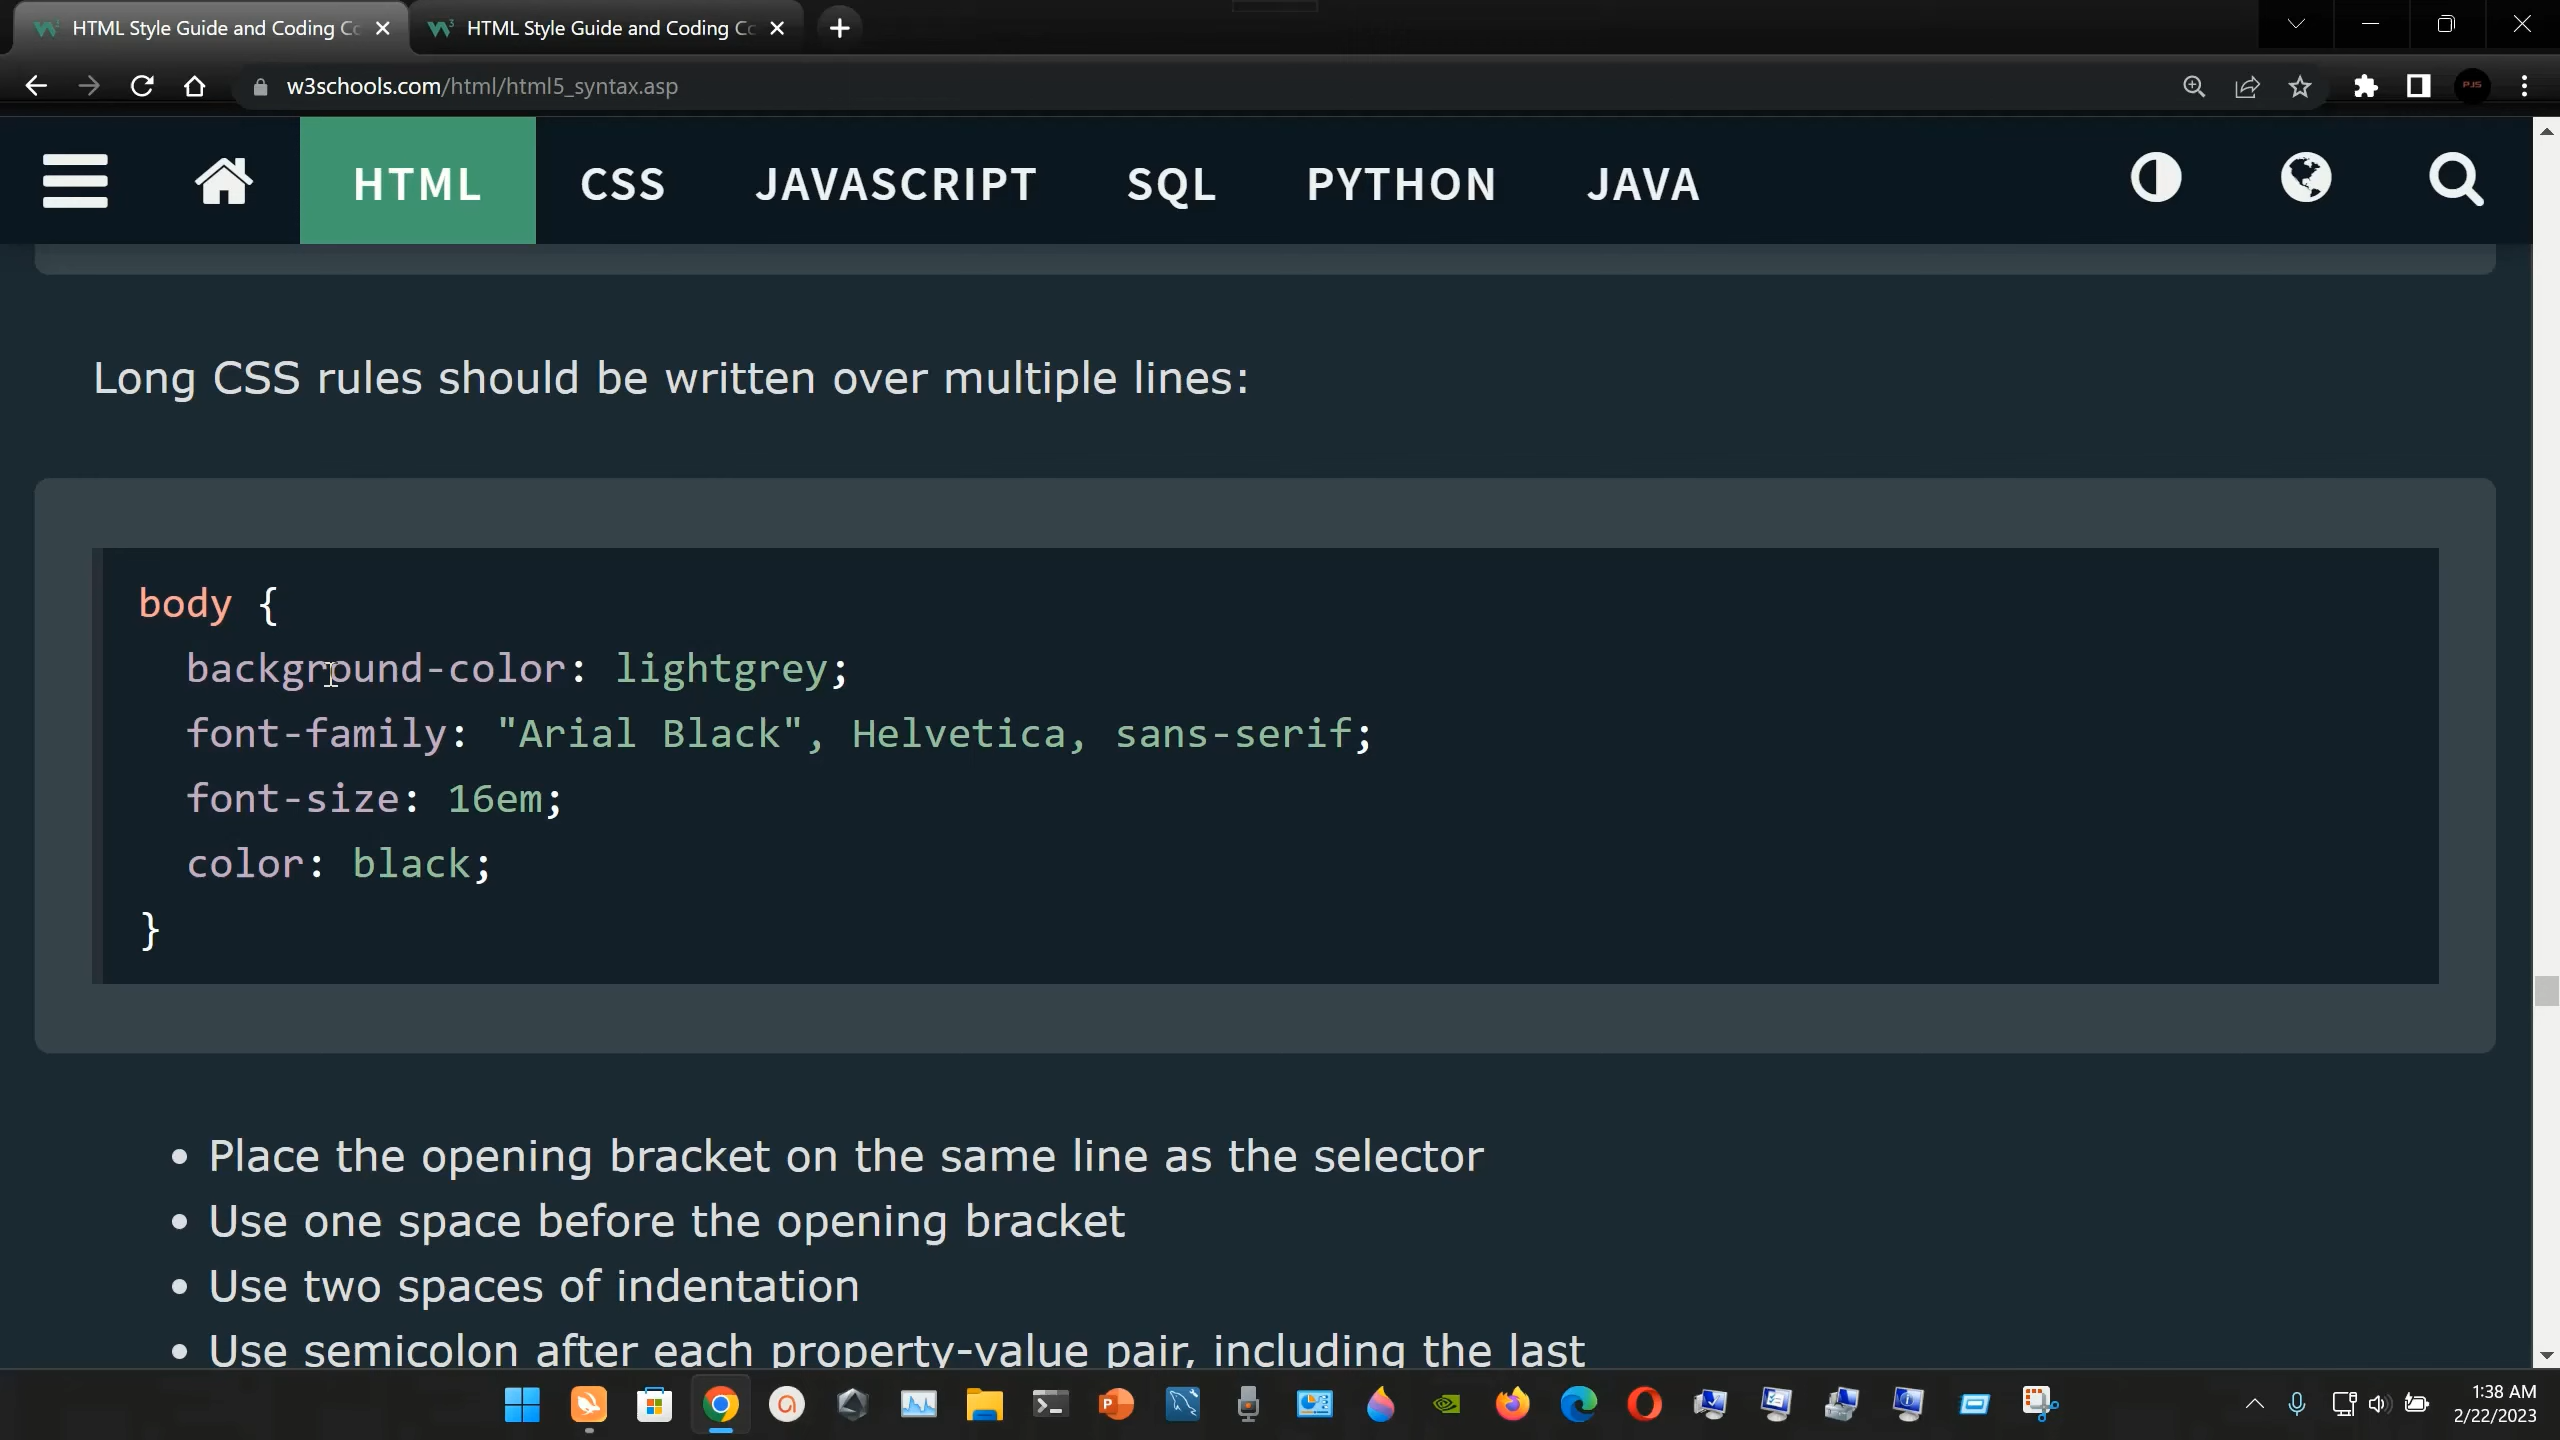 HTML Style Guide and Coding Co
HTML Style Guide and Coding Co
w3schools.com/html/html5_syntax.asp
PJS
HTML CSS JAVASCRIPT SQL PYTHON JAVA
Long CSS rules should be written over multiple lines:
body {
  background-color: lightgrey;
  font-family: "Arial Black", Helvetica, sans-serif;
  font-size: 16em;
  color: black;
}
• Place the opening bracket on the same line as the selector
• Use one space before the opening bracket
• Use two spaces of indentation
• Use semicolon after each property-value pair, including the last
1:38 AM
2/22/2023